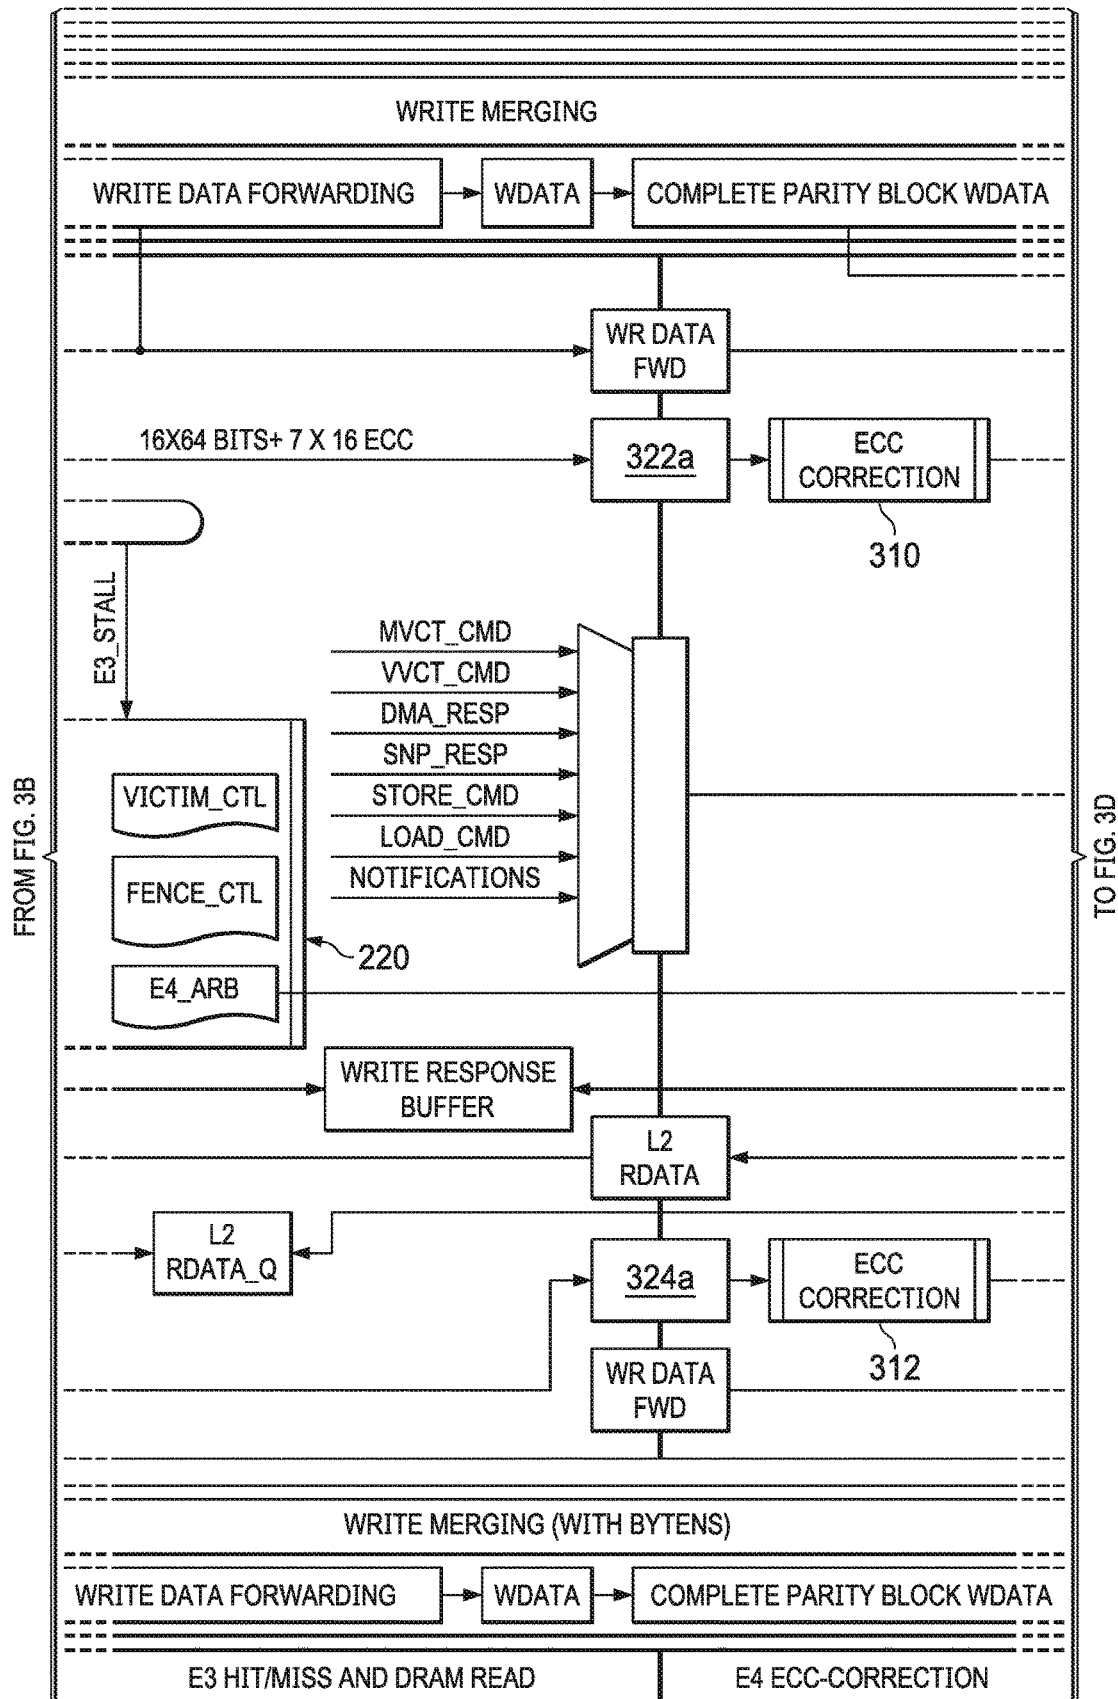 WRITE MERGING
WRITE DATA FORWARDING
WDATA
COMPLETE PARITY BLOCK WDATA
WR DATA
FWD
16X64 BITS+ 7 X 16 ECC
322a
ECC
CORRECTION
310
E3_STALL
MVCT_CMD
VVCT_CMD
DMA_RESP
SNP_RESP
STORE_CMD
LOAD_CMD
NOTIFICATIONS
VICTIM_CTL
FENCE_CTL
E4_ARB
220
FROM FIG. 3B
TO FIG. 3D
WRITE RESPONSE
BUFFER
L2
RDATA
L2
RDATA_Q
324a
ECC
CORRECTION
312
WR DATA
FWD
WRITE MERGING (WITH BYTENS)
WRITE DATA FORWARDING
WDATA
COMPLETE PARITY BLOCK WDATA
E3 HIT/MISS AND DRAM READ
E4 ECC-CORRECTION